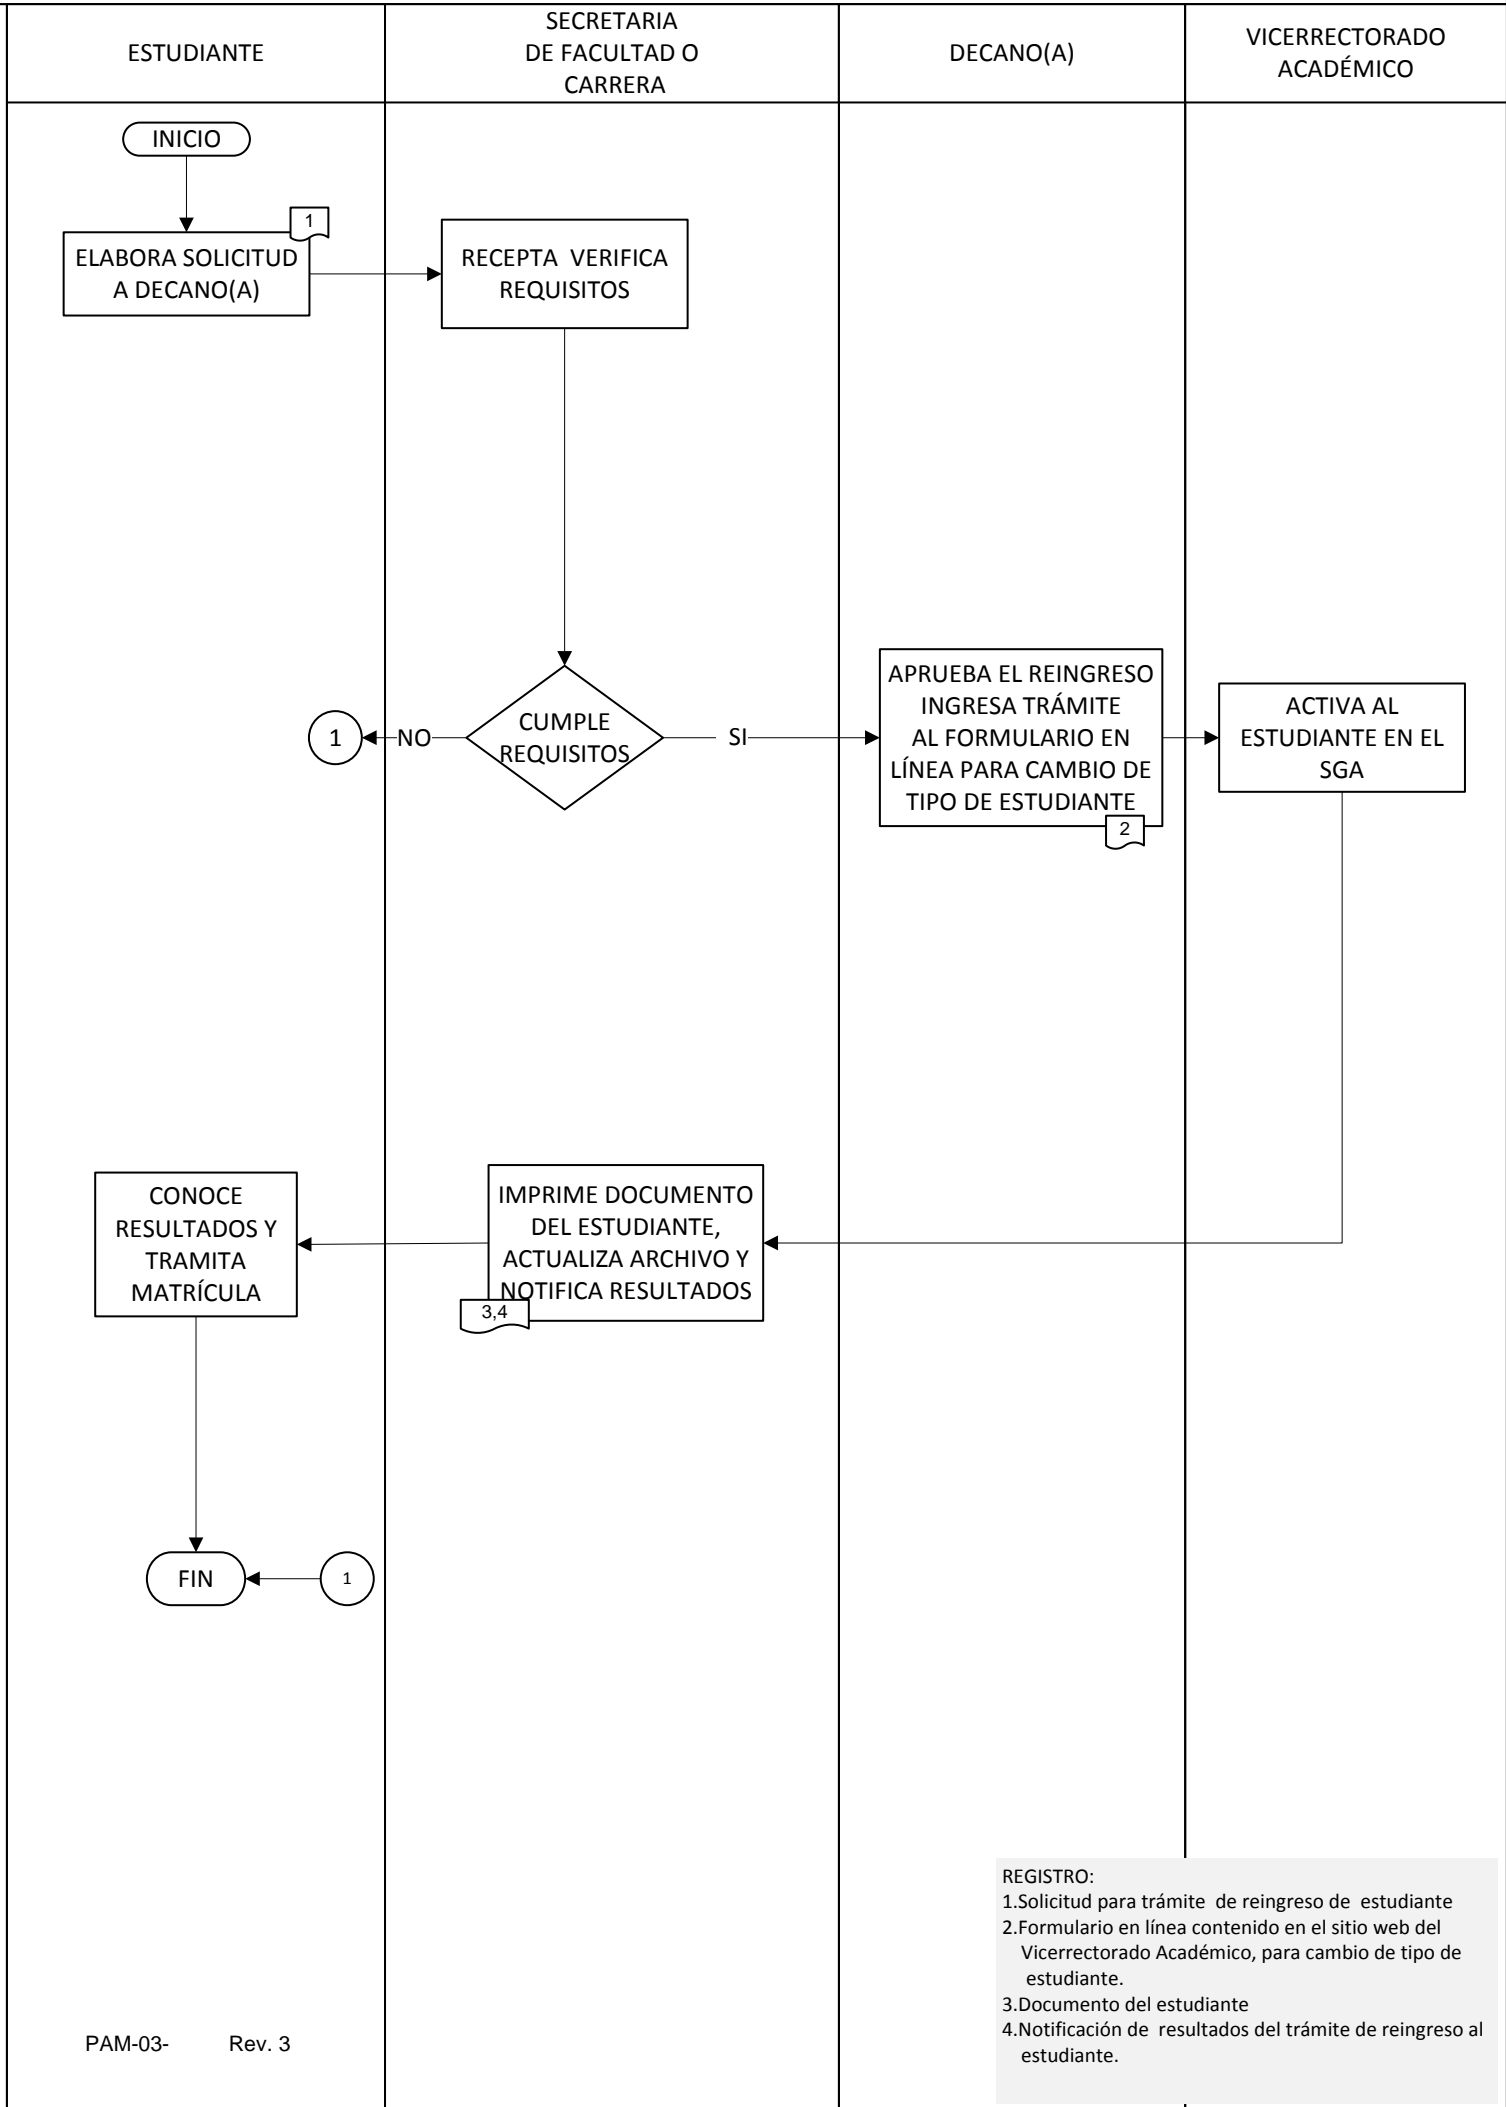 ESTUDIANTE
SECRETARIA
DE FACULTAD O
CARRERA
DECANO(A)
VICERRECTORADO
ACADÉMICO
INICIO
1
ELABORA SOLICITUD
A DECANO(A)
RECEPTA  VERIFICA
REQUISITOS
1
NO
CUMPLE
REQUISITOS
SI
APRUEBA EL REINGRESO
INGRESA TRÁMITE
AL FORMULARIO EN
LÍNEA PARA CAMBIO DE
TIPO DE ESTUDIANTE
2
ACTIVA AL
ESTUDIANTE EN EL
SGA
CONOCE
RESULTADOS Y
TRAMITA
MATRÍCULA
IMPRIME DOCUMENTO
DEL ESTUDIANTE,
ACTUALIZA ARCHIVO Y
NOTIFICA RESULTADOS
3,4
FIN
1
REGISTRO:
1.Solicitud para trámite  de reingreso de  estudiante
2.Formulario en línea contenido en el sitio web del
Vicerrectorado Académico, para cambio de tipo de
estudiante.
3.Documento del estudiante
4.Notificación de  resultados del trámite de reingreso al
estudiante.
PAM-03-        Rev. 3